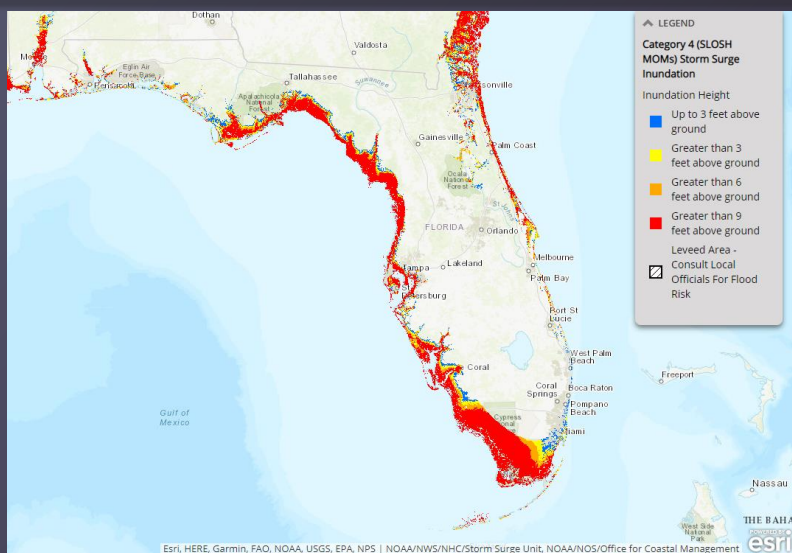 LEGEND
Category 4 (SLOSH
MOMs) Storm Surge
Inundation
Inundation Height
Up to 3 feet above
ground
Greater than 3
feet above ground
Greater than 6
feet above ground
Greater than 9
feet above ground
Leveed Area -
Consult Local
Officials For Flood
Risk
Dothan
Valdosta
Eglin Air
Force Base
Pensacola
Tallahassee
Suwannee
Apalachicola
National
Forest
sonville
Gainesville
Palm Coast
Ocala
National
Forest
St. Johns
FLORIDA
Orlando
Lakeland
Tampa
St.
Petersburg
Melbourne
Palm Bay
Port St
Lucie
West Palm
Beach
Coral
Coral
Springs
Boca Raton
Pompano
Beach
Cypress
Miami
Freeport
Gulf of
Mexico
Nassau
West Side
National
Park
THE BAHA
POWERED BY
esri
Esri, HERE, Garmin, FAO, NOAA, USGS, EPA, NPS | NOAA/NWS/NHC/Storm Surge Unit, NOAA/NOS/Office for Coastal Management